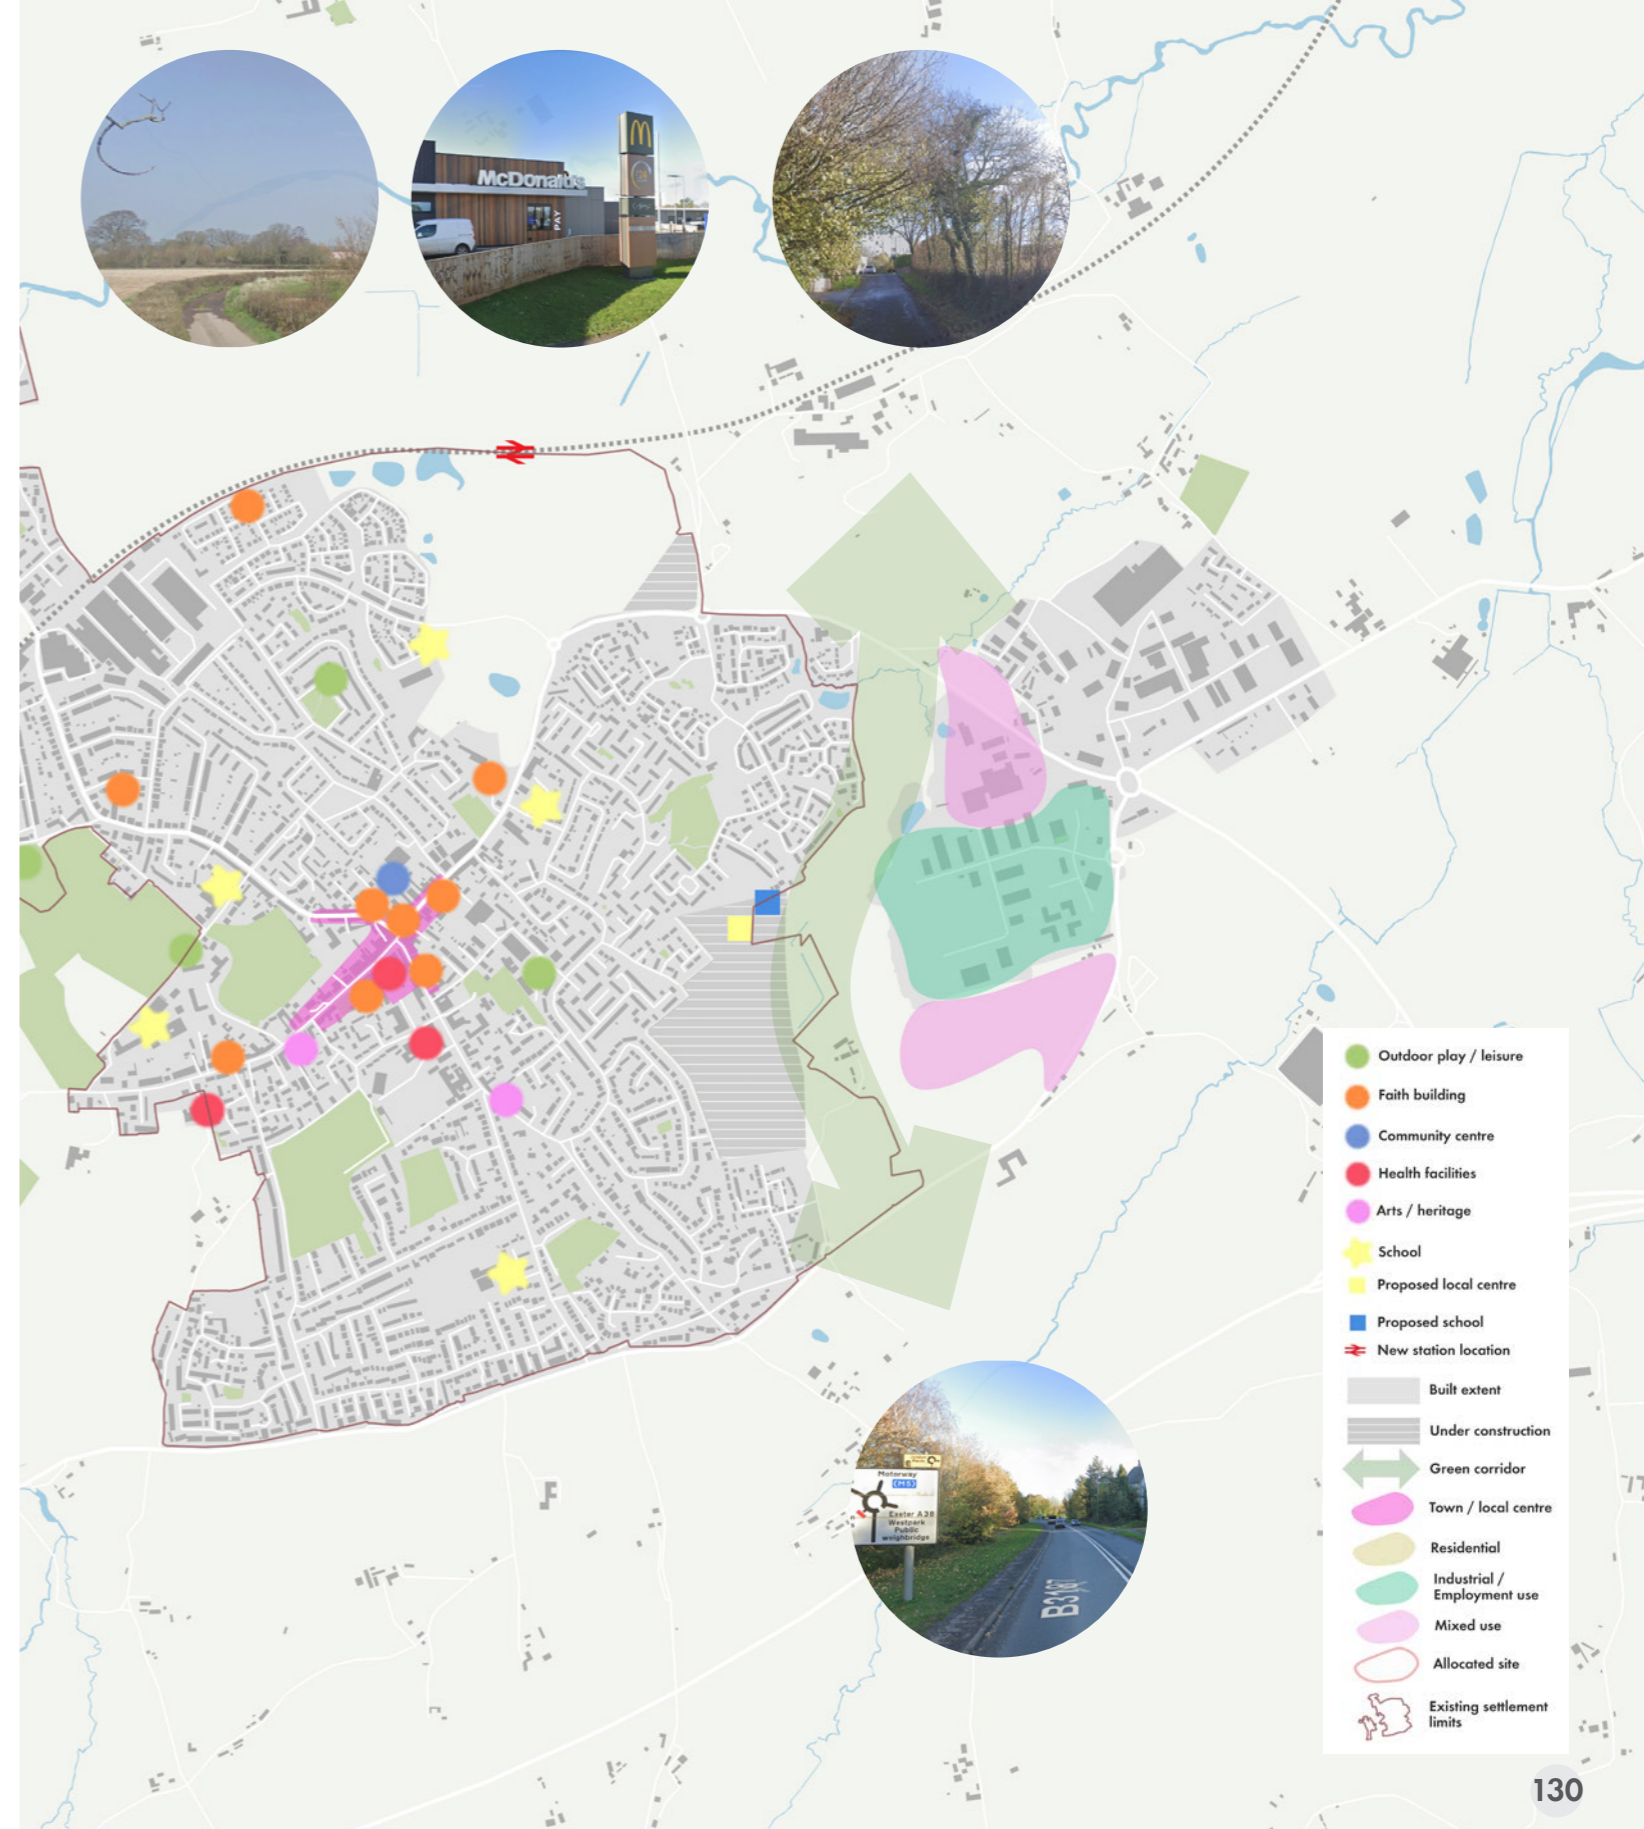 McDonald's
PAY
Outdoor play / leisure
Faith building
Community centre
Health facilities
Arts / heritage
School
Proposed local centre
Proposed school
New station location
Built extent
Under construction
Green corridor
Town / local centre
Residential
Industrial /
Employment use
Mixed use
Allocated site
Existing settlement
limits
Motorway
(M5)
Exeter A38
Westpark
Public
weighbridge
B3187
130